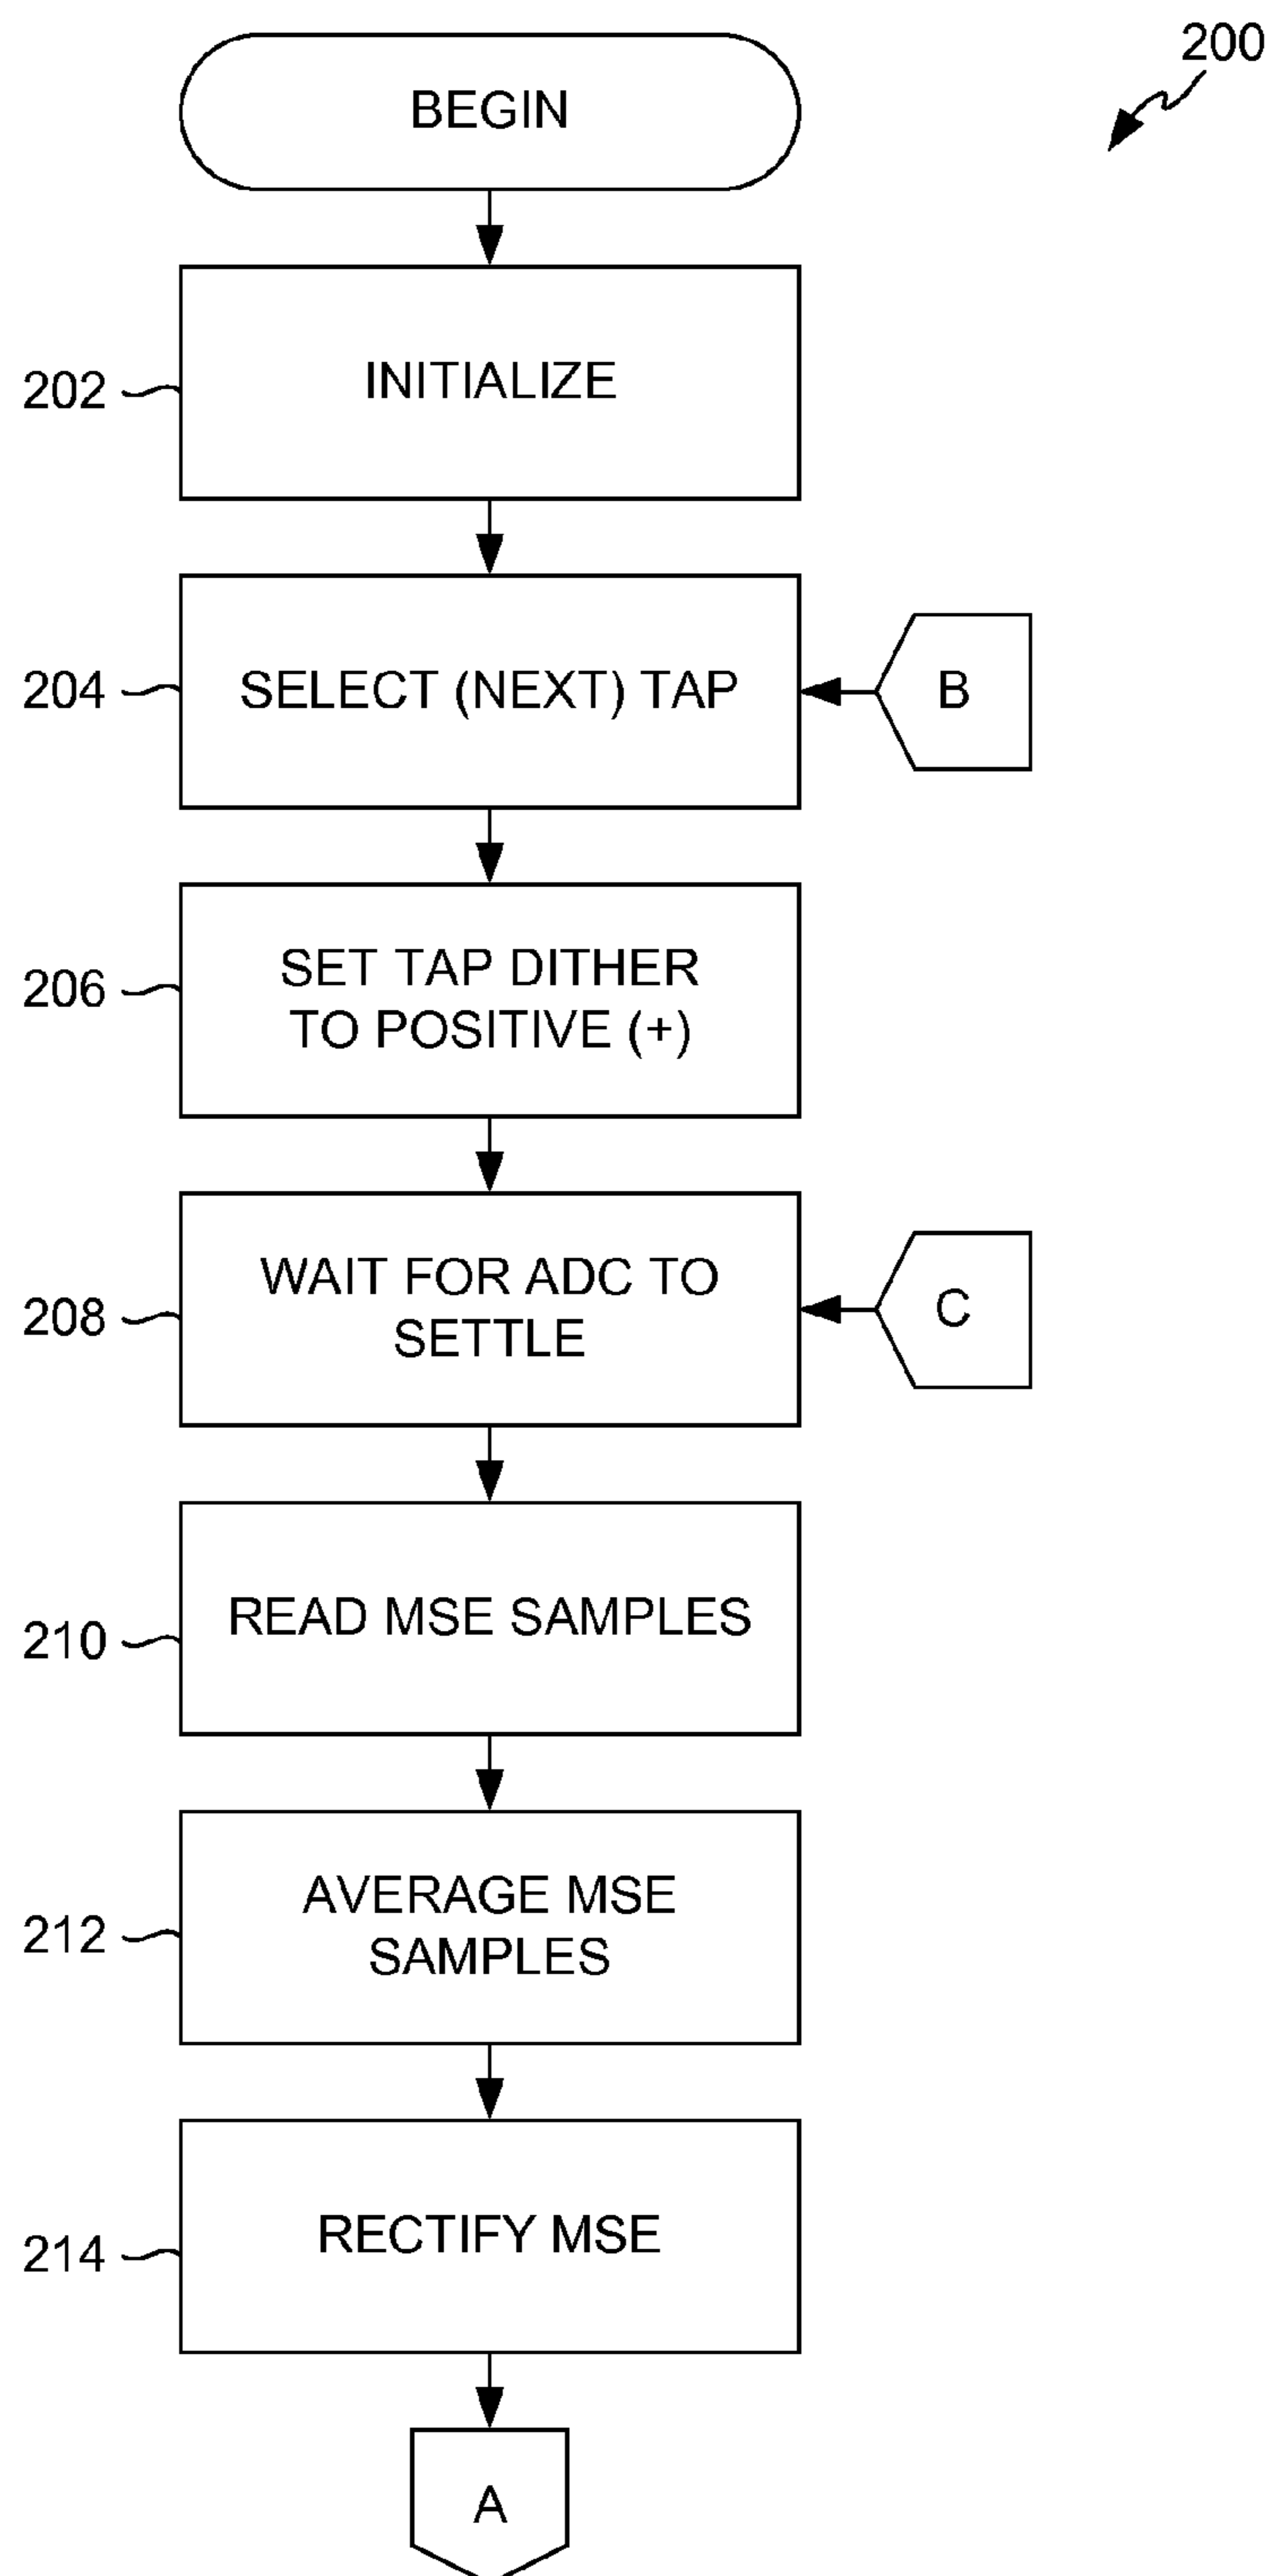 200
BEGIN
202
INITIALIZE
204
SELECT (NEXT) TAP
B
206
SET TAP DITHER
TO POSITIVE (+)
208
WAIT FOR ADC TO
SETTLE
C
210
READ MSE SAMPLES
212
AVERAGE MSE
SAMPLES
214
RECTIFY MSE
A